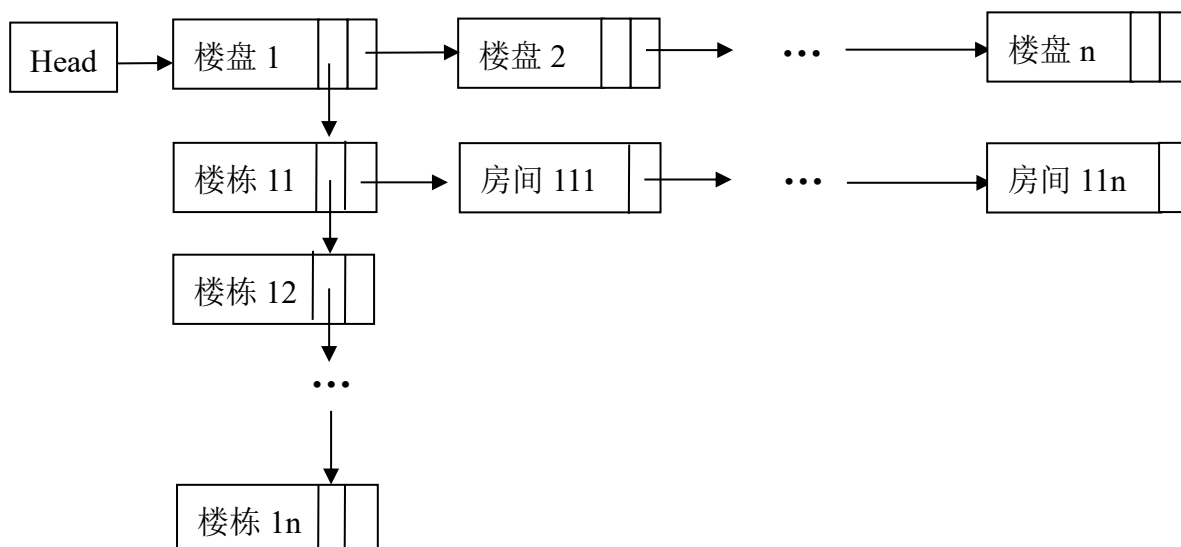 Head 楼盘 1 楼盘 2 … 楼盘 n
楼栋 11 房间 111 … 房间 11n
楼栋 12
…
楼栋 1n